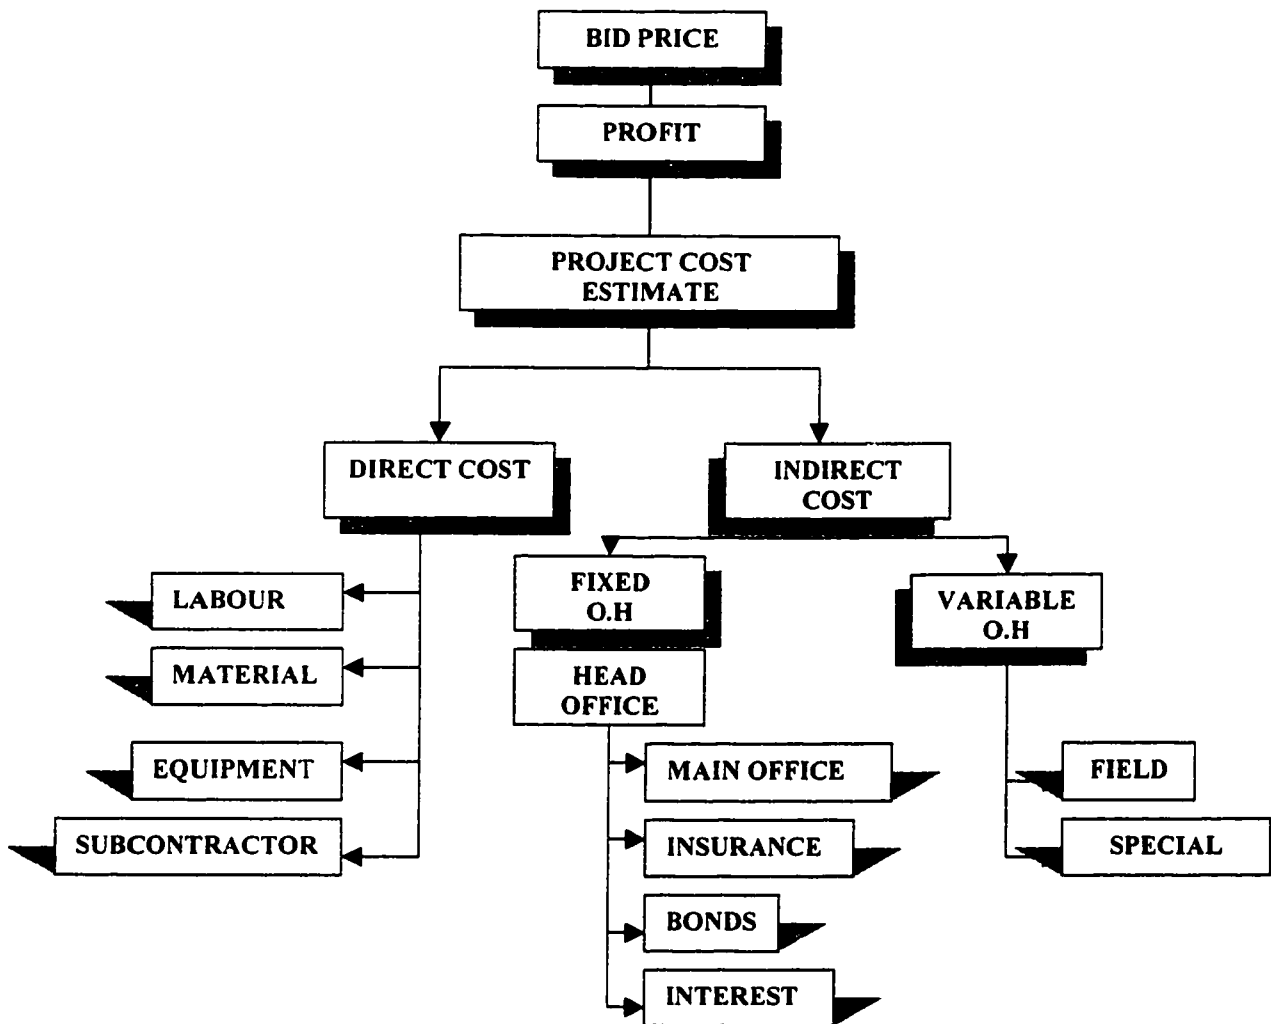 BID PRICE
PROFIT
PROJECT COST
ESTIMATE
DIRECT COST
INDIRECT
COST
FIXED
O.H
VARIABLE
O.H
LABOUR
MATERIAL
EQUIPMENT
SUBCONTRACTOR
HEAD
OFFICE
MAIN OFFICE
INSURANCE
BONDS
INTEREST
FIELD
SPECIAL